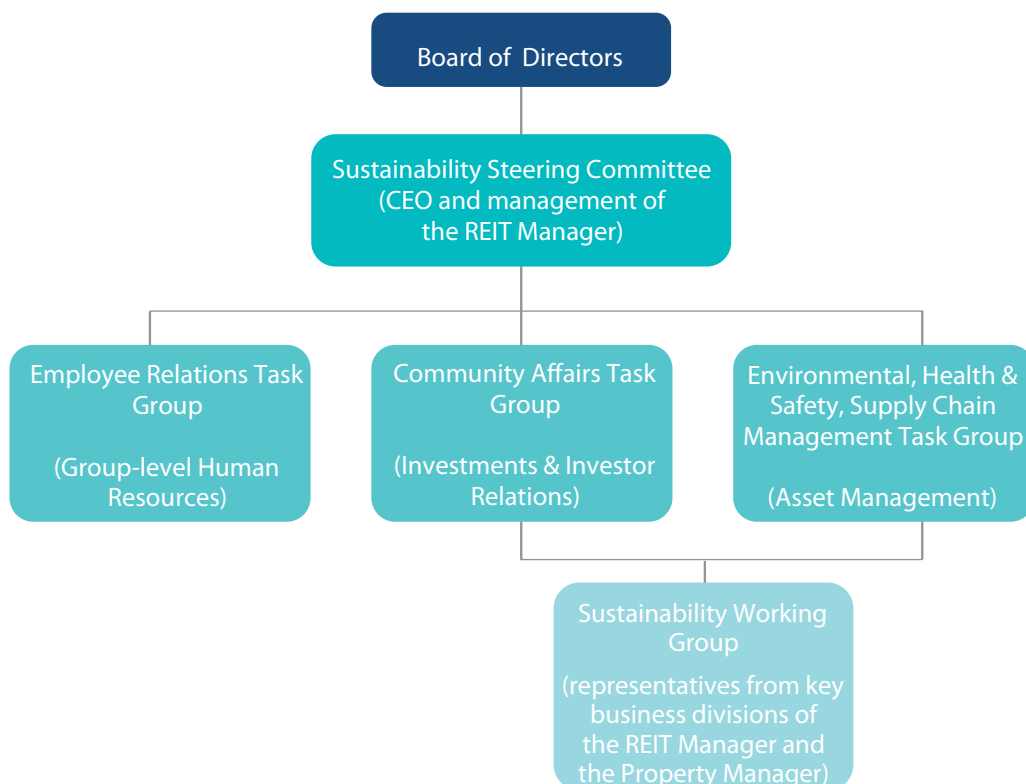 Board of Directors
Sustainability Steering Committee
(CEO and management of
the REIT Manager)
Employee Relations Task
Group
(Group-level Human
Resources)
Community Affairs Task
Group
(Investments & Investor
Relations)
Environmental, Health &
Safety, Supply Chain
Management Task Group
(Asset Management)
Sustainability Working
Group
(representatives from key
business divisions of
the REIT Manager and
the Property Manager)